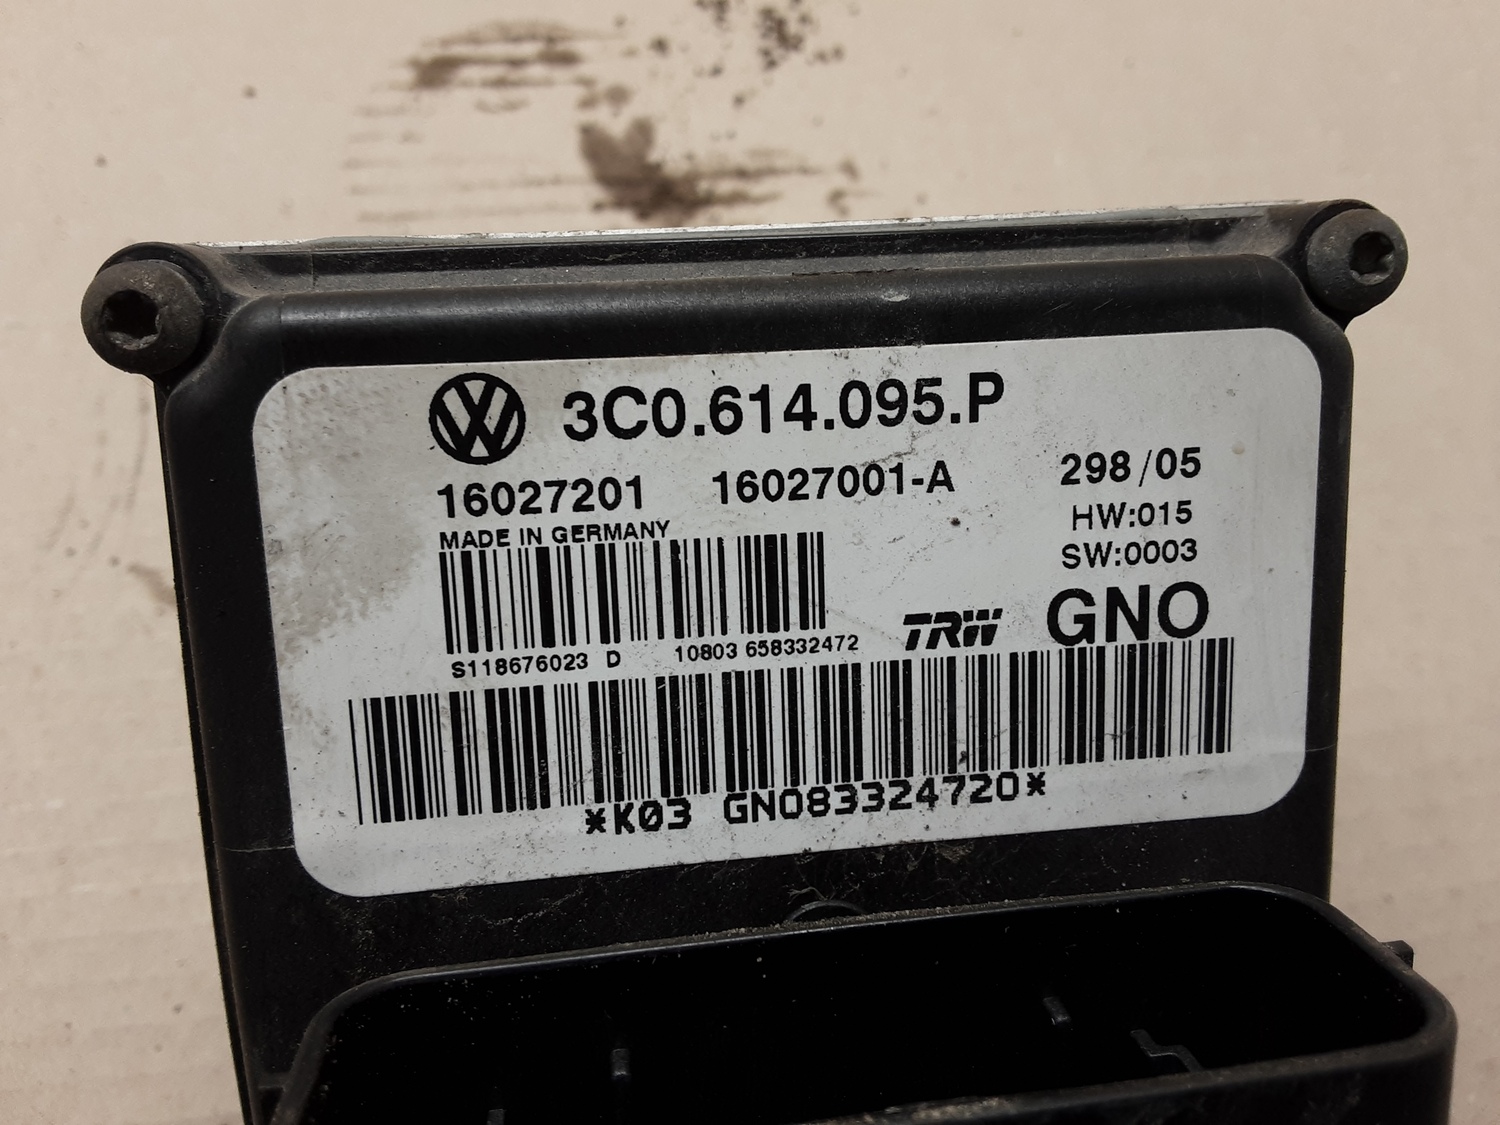 3C0.614.095.P
16027201 16027001-A 298/05
MADE IN GERMANY HW:015
SW:0003
TRW GNO
S118676023 D 10803 658332472
*K03 GNO83324720*